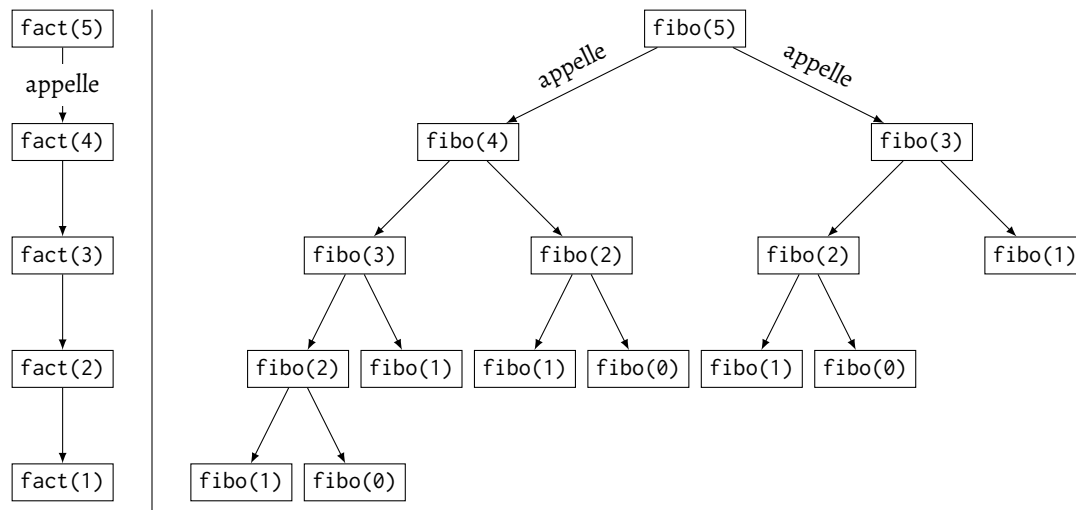 fact(5)
appelle
fact(4)
fact(3)
fact(2)
fact(1)
fibo(5)
appelle appelle
fibo(4) fibo(3)
fibo(3) fibo(2) fibo(2) fibo(1)
fibo(2) fibo(1) fibo(1) fibo(0) fibo(1) fibo(0)
fibo(1) fibo(0)